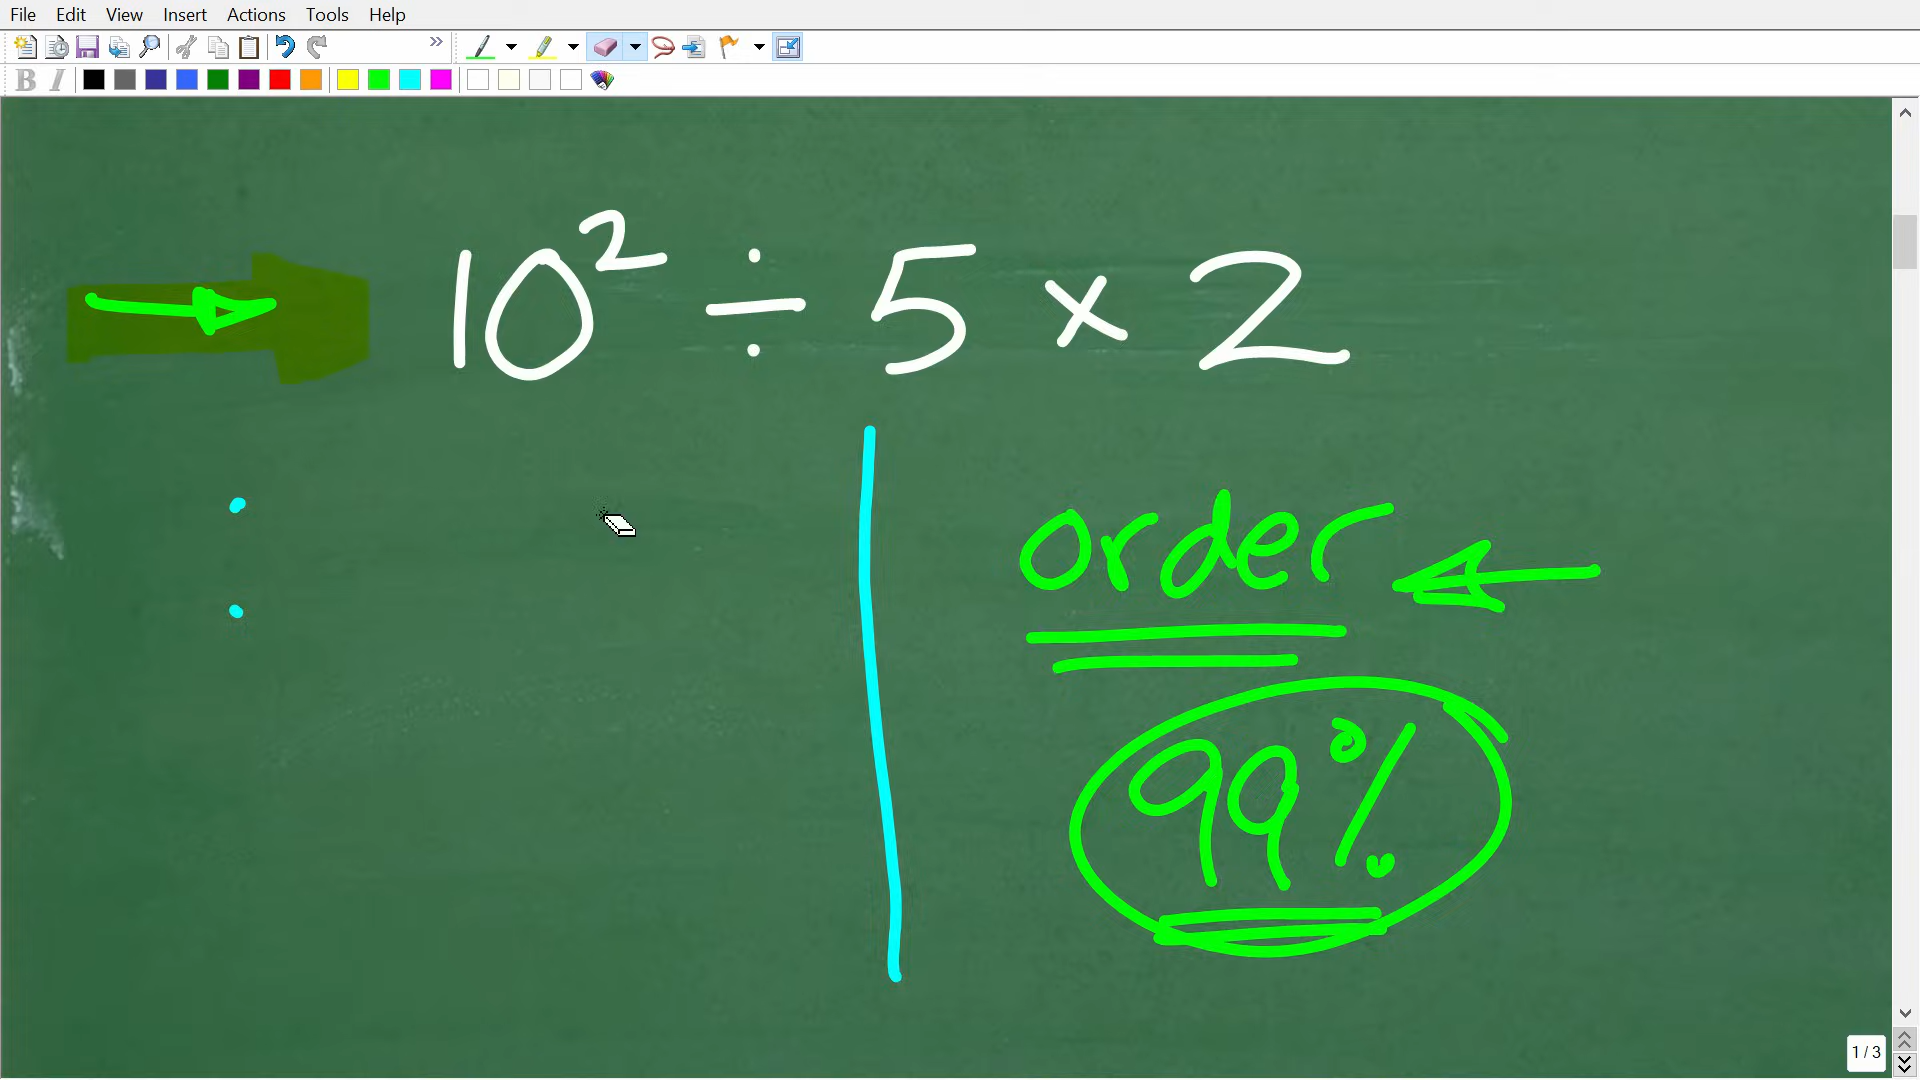 File Edit View Insert Actions Tools Help
B I
10² ÷ 5 × 2
order
99%
1 / 3